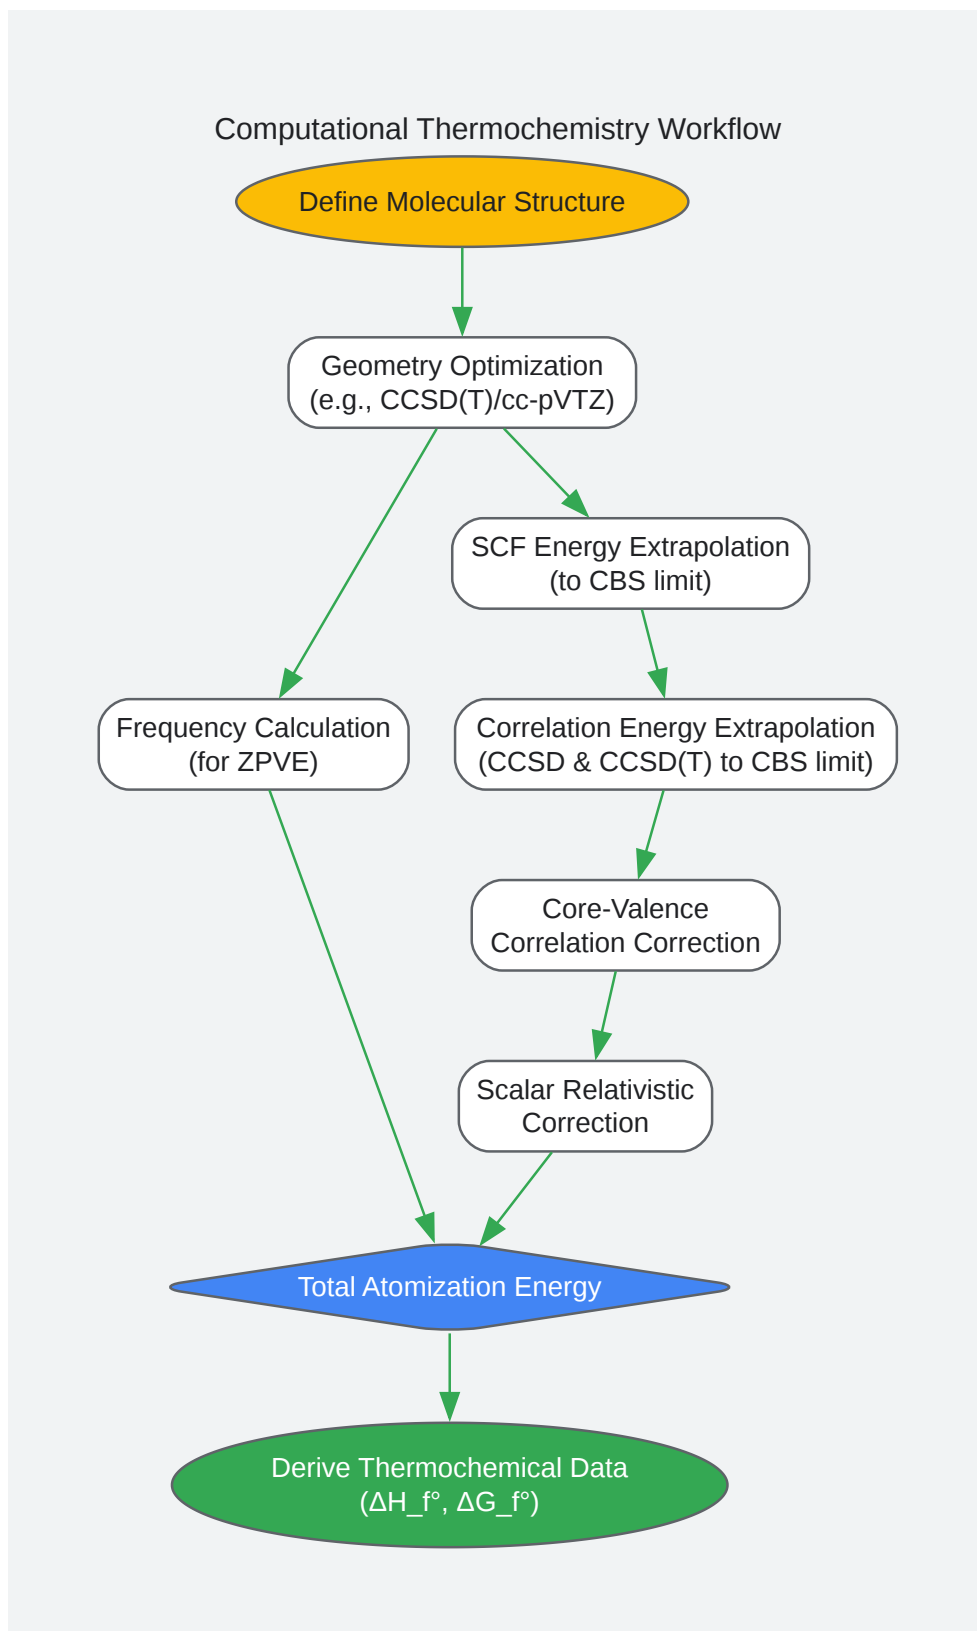 Computational Thermochemistry Workflow
Define Molecular Structure
Geometry Optimization
(e.g., CCSD(T)/cc-pVTZ)
SCF Energy Extrapolation
(to CBS limit)
Frequency Calculation
(for ZPVE)
Correlation Energy Extrapolation
(CCSD & CCSD(T) to CBS limit)
Core-Valence
Correlation Correction
Scalar Relativistic
Correction
Total Atomization Energy
Derive Thermochemical Data
(ΔH_f°, ΔG_f°)